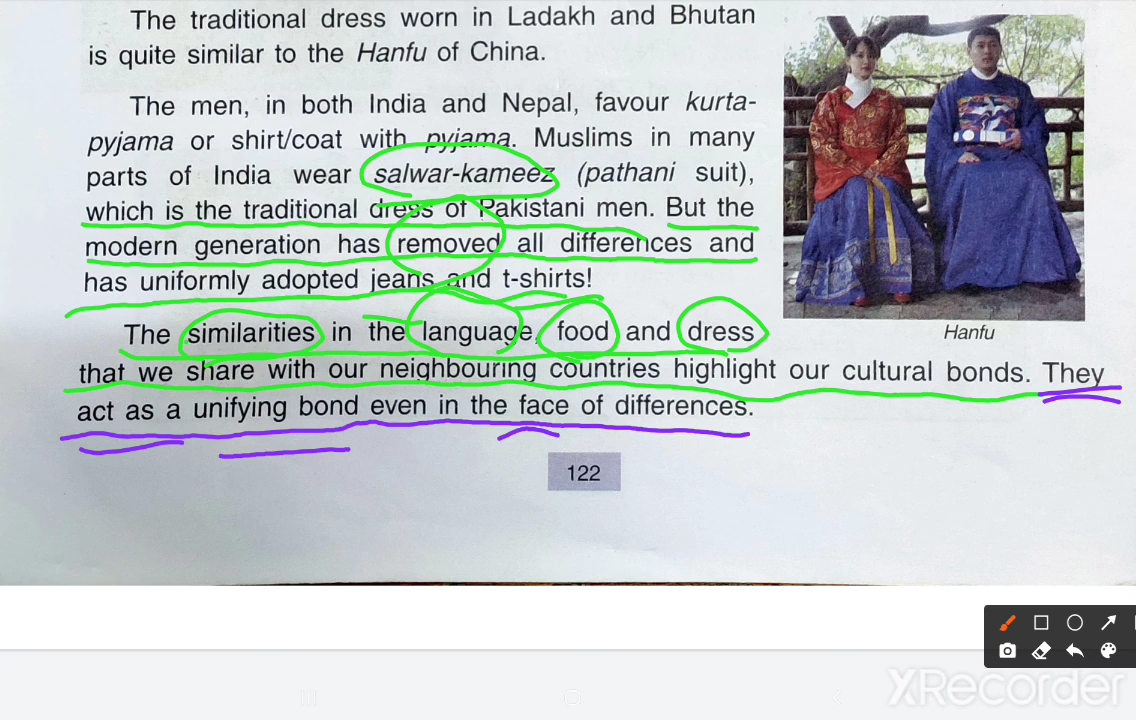 The traditional dress worn in Ladakh and Bhutan
is quite similar to the Hanfu of China.
The men, in both India and Nepal, favour kurta-
pyjama or shirt/coat with pyjama. Muslims in many
parts of India wear salwar-kameez (pathani suit),
which is the traditional dress of Pakistani men. But the
modern generation has removed all differences and
has uniformly adopted jeans and t-shirts!
Hanfu
The similarities in the language, food and dress
that we share with our neighbouring countries highlight our cultural bonds. They
act as a unifying bond even in the face of differences.
122
XRecorder